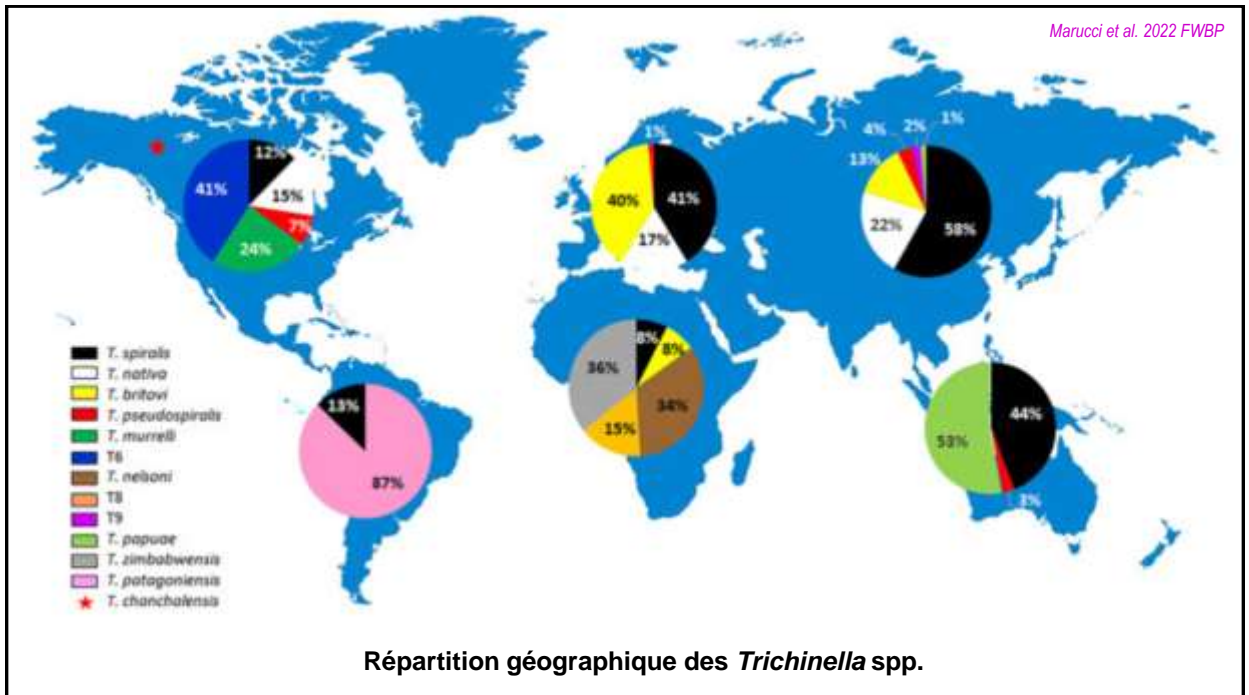 Marucci et al. 2022 FWBP
12%
15%
7%
24%
41%
1%
41%
17%
40%
4%
2%
1%
13%
22%
58%
8%
8%
34%
15%
36%
13%
87%
44%
3%
53%
T. spiralis
T. nativa
T. britovi
T. pseudospiralis
T. murrelli
T6
T. nelsoni
T8
T9
T. papuae
T. zimbabwensis
T. patagoniensis
T. chanchalensis
Répartition géographique des Trichinella spp.